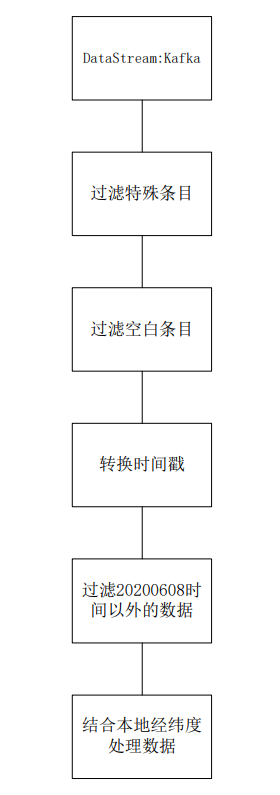 DataStream:Kafka
过滤特殊条目
过滤空白条目
转换时间戳
过滤20200608时
间以外的数据
结合本地经纬度
处理数据